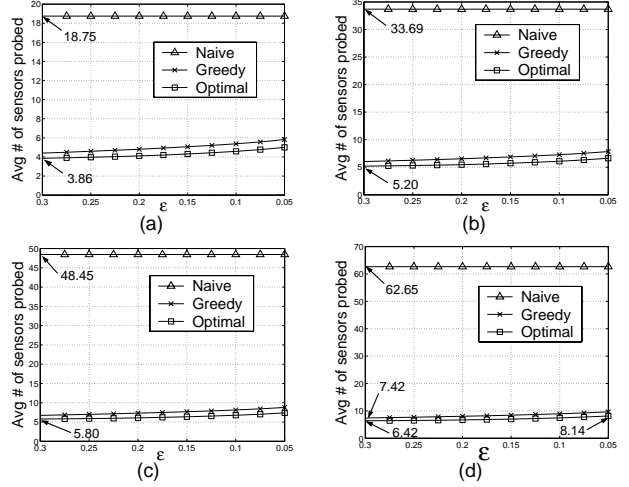 20
18
16
14
12
10
8
6
4
2
0
Avg # of sensors probed
18.75
Naive
Greedy
Optimal
3.86
0.3 0.25 0.2 0.15 0.1 0.05
ε
(a)
35
30
25
20
15
10
5
0
Avg # of sensors probed
33.69
Naive
Greedy
Optimal
5.20
0.3 0.25 0.2 0.15 0.1 0.05
ε
(b)
50
45
40
35
30
25
20
15
10
5
0
Avg # of sensors probed
48.45
Naive
Greedy
Optimal
5.80
0.3 0.25 0.2 0.15 0.1 0.05
(c)
70
60
50
40
30
20
10
0
Avg # of sensors probed
62.65
Naive
Greedy
Optimal
7.42
6.42
8.14
0.3 0.25 0.2 0.15 0.1 0.05
ε
(d)